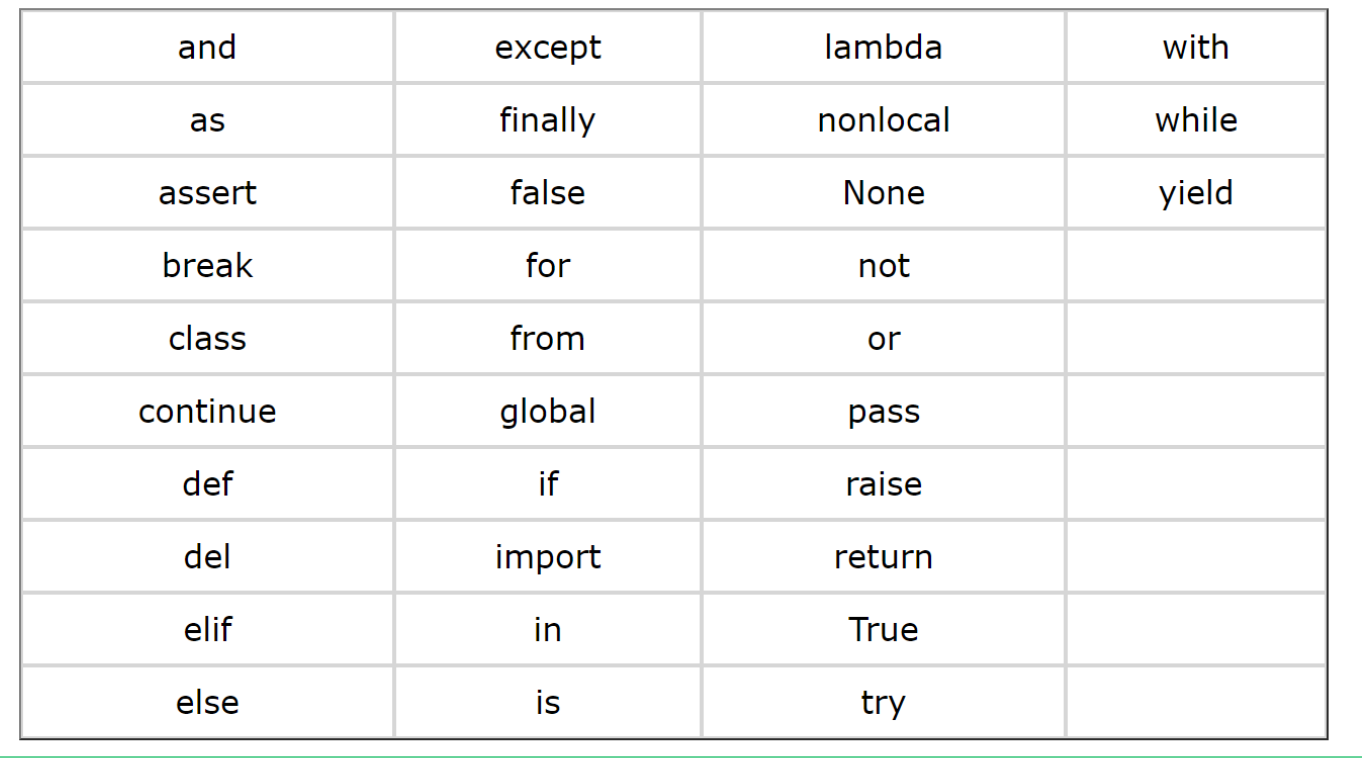 and except lambda with
as finally nonlocal while
assert false None yield
break for not
class from or
continue global pass
def if raise
del import return
elif in True
else is try